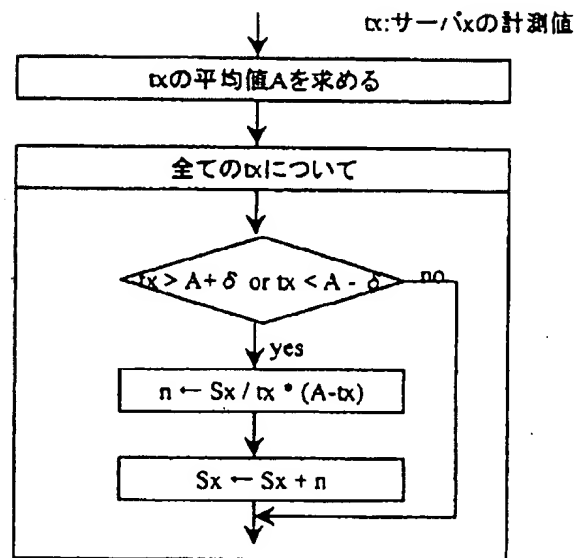 tx:サーバxの計測値
txの平均値Aを求める
全てのtxについて
tx > A+ δ or tx < A - δ
no
yes
n ← Sx / tx * (A-tx)
Sx ← Sx + n